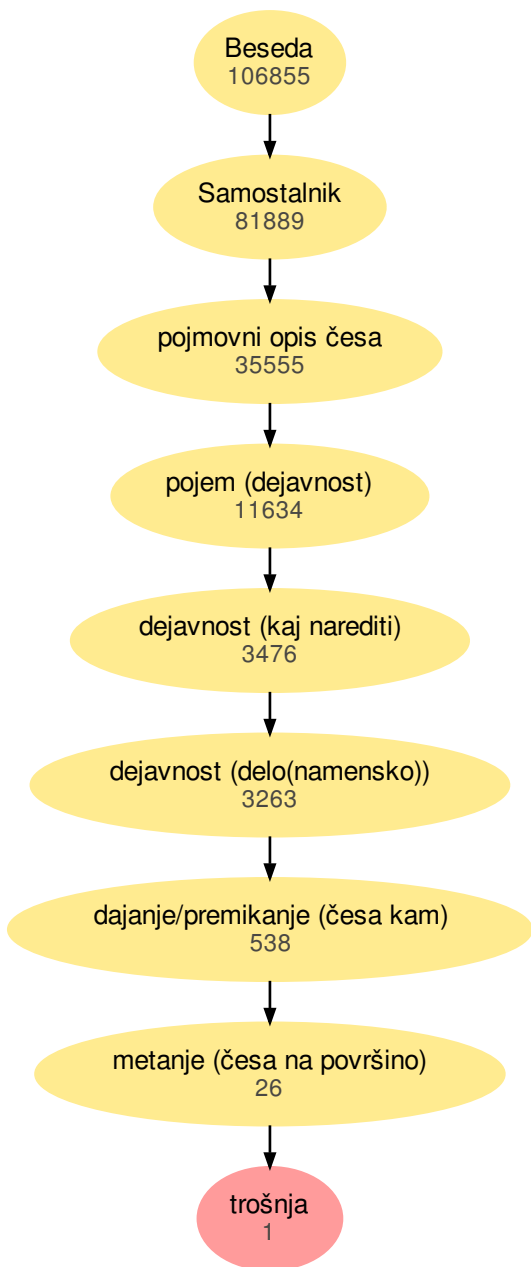 Beseda
106855
Samostalnik
81889
pojmovni opis česa
35555
pojem (dejavnost)
11634
dejavnost (kaj narediti)
3476
dejavnost (delo(namensko))
3263
dajanje/premikanje (česa kam)
538
metanje (česa na površino)
26
trošnja
1